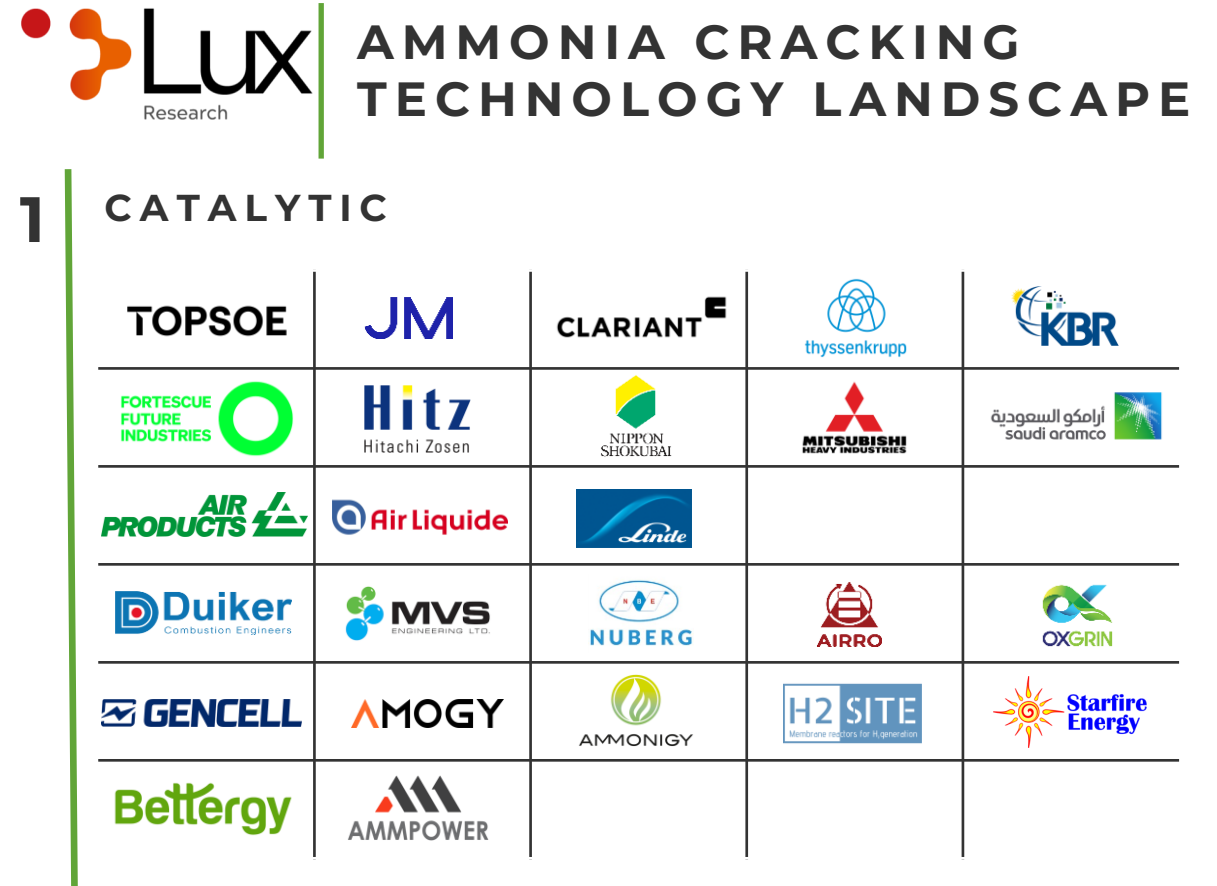 Lux
Research
AMMONIA CRACKING
TECHNOLOGY LANDSCAPE
1
CATALYTIC
TOPSOE
JM
CLARIANT
thyssenkrupp
KBR
FORTESCUE
FUTURE
INDUSTRIES
Hitz
Hitachi Zosen
NIPPON
SHOKUBAI
MITSUBISHI
HEAVY INDUSTRIES
أرامكو السعودية
saudi aramco
AIR
PRODUCTS
Air Liquide
Linde
Duiker
Combustion Engineers
MVS
ENGINEERING LTD.
N B E
NUBERG
AIRRO
OXGRIN
GENCELL
AMOGY
AMMONIGY
H2 SITE
Membrane reactors for H₂generation
Starfire
Energy
Bettergy
AMMPOWER